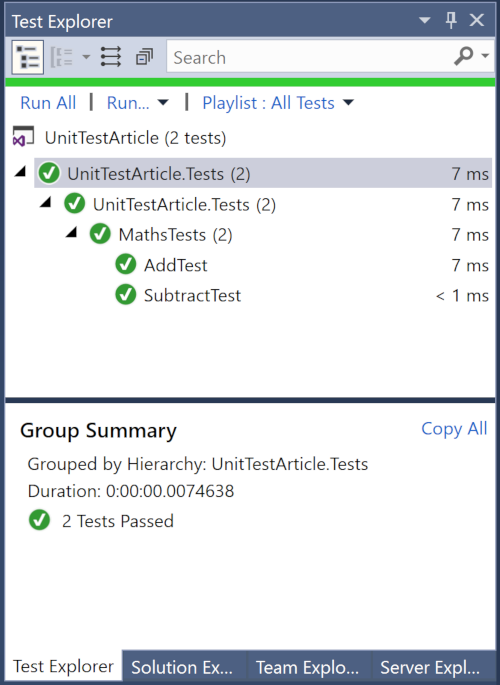 Test Explorer
Search
Run All | Run... | Playlist : All Tests
UnitTestArticle (2 tests)
UnitTestArticle.Tests (2) 7 ms
UnitTestArticle.Tests (2) 7 ms
MathsTests (2) 7 ms
AddTest 7 ms
SubtractTest < 1 ms
Group Summary Copy All
Grouped by Hierarchy: UnitTestArticle.Tests
Duration: 0:00:00.0074638
2 Tests Passed
Test Explorer Solution Ex... Team Explo... Server Expl...